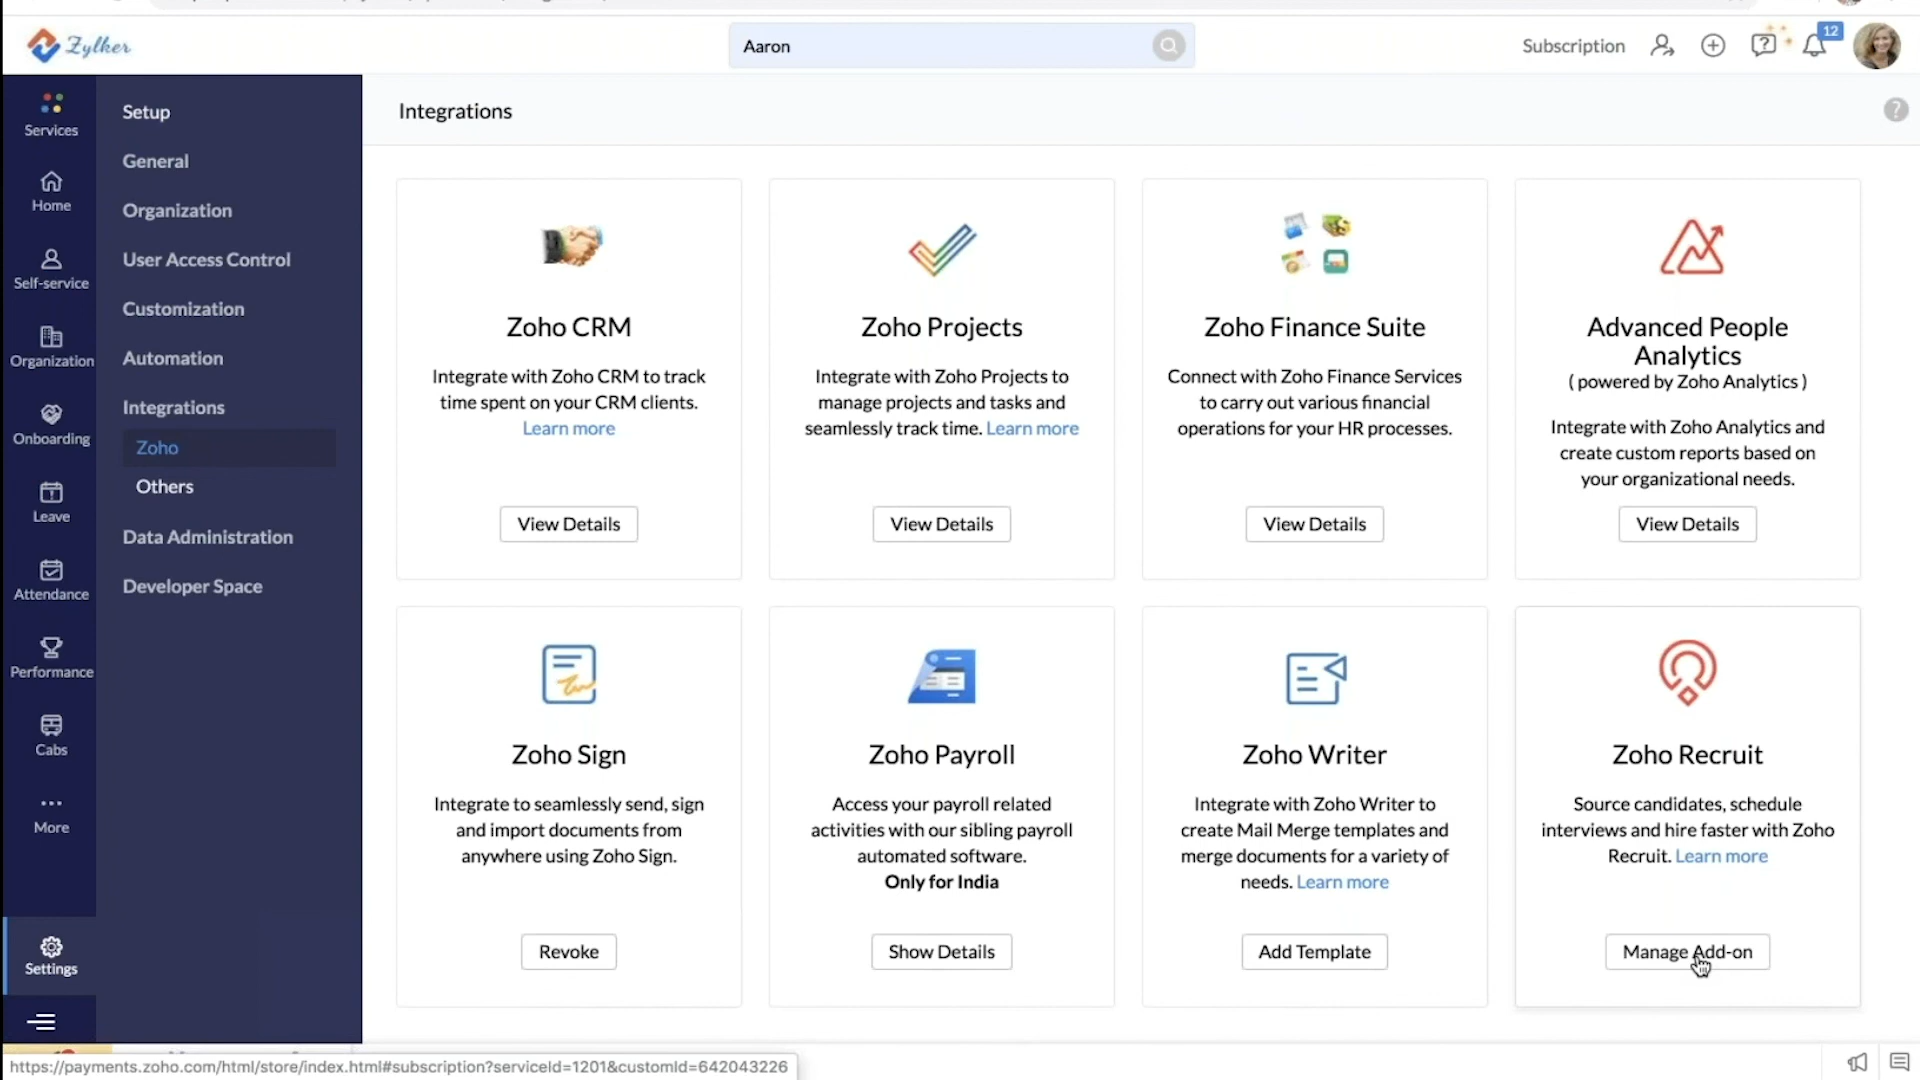 Zylker
Aaron
Subscription
12
Services
Home
Self-service
Organization
Onboarding
Leave
Attendance
Performance
Cabs
More
Settings
Setup
General
Organization
User Access Control
Customization
Automation
Integrations
Zoho
Others
Data Administration
Developer Space
Integrations
Zoho CRM
Integrate with Zoho CRM to track
time spent on your CRM clients.
Learn more
View Details
Zoho Projects
Integrate with Zoho Projects to
manage projects and tasks and
seamlessly track time. Learn more
View Details
Zoho Finance Suite
Connect with Zoho Finance Services
to carry out various financial
operations for your HR processes.
View Details
Advanced People
Analytics
( powered by Zoho Analytics )
Integrate with Zoho Analytics and
create custom reports based on
your organizational needs.
View Details
Zoho Sign
Integrate to seamlessly send, sign
and import documents from
anywhere using Zoho Sign.
Revoke
Zoho Payroll
Access your payroll related
activities with our sibling payroll
automated software.
Only for India
Show Details
Zoho Writer
Integrate with Zoho Writer to
create Mail Merge templates and
merge documents for a variety of
needs. Learn more
Add Template
Zoho Recruit
Source candidates, schedule
interviews and hire faster with Zoho
Recruit. Learn more
Manage Add-on
https://payments.zoho.com/html/store/index.html#subscription?serviceId=1201&customId=642043226